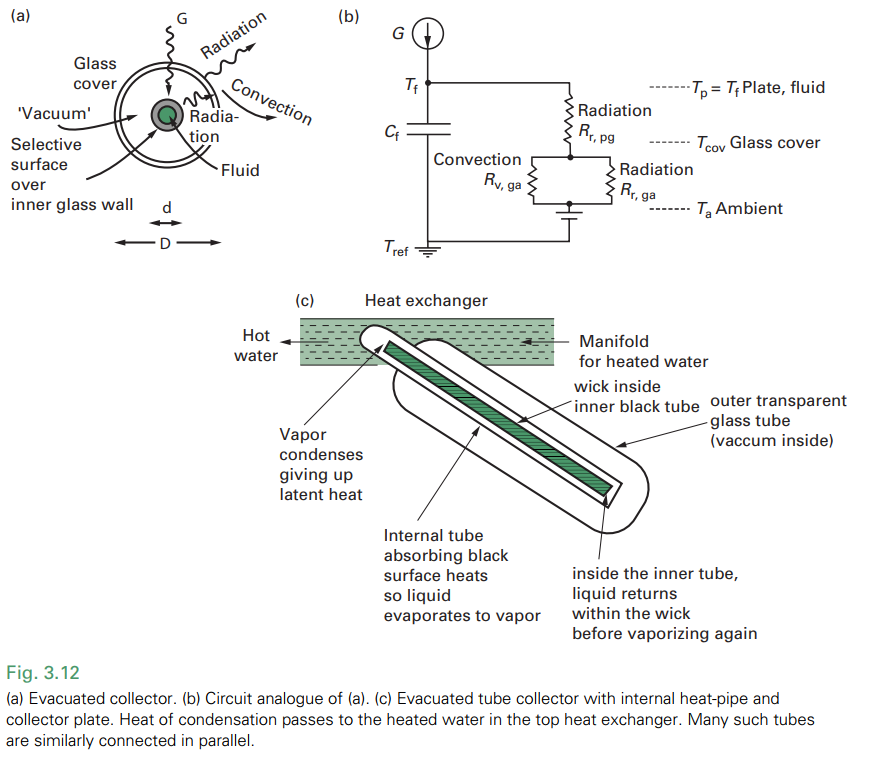 (a)
G
Radiation
Glass
cover
Convection
'Vacuum'
Radia-
tion
Selective
surface
over
inner glass wall
Fluid
d
D
(b)
G
Tf
Cf
Radiation
Rr, pg
Convection
Rv, ga
Radiation
Rr, ga
Tref
Tp = Tf Plate, fluid
Tcov Glass cover
Ta Ambient
(c)
Heat exchanger
Hot
water
Manifold
for heated water
wick inside
inner black tube
outer transparent
glass tube
(vaccum inside)
Vapor
condenses
giving up
latent heat
Internal tube
absorbing black
surface heats
so liquid
evaporates to vapor
inside the inner tube,
liquid returns
within the wick
before vaporizing again
Fig. 3.12
(a) Evacuated collector. (b) Circuit analogue of (a). (c) Evacuated tube collector with internal heat-pipe and
collector plate. Heat of condensation passes to the heated water in the top heat exchanger. Many such tubes
are similarly connected in parallel.